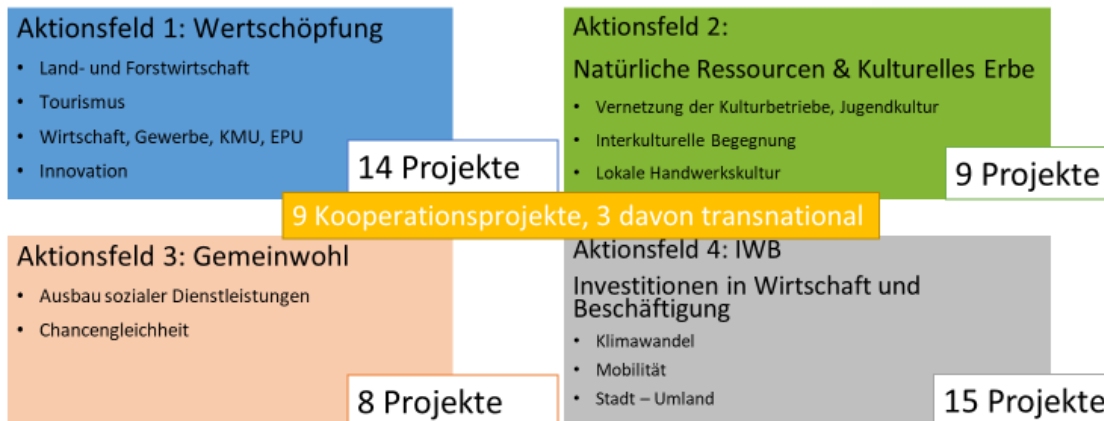 Aktionsfeld 1: Wertschöpfung
• Land- und Forstwirtschaft
• Tourismus
• Wirtschaft, Gewerbe, KMU, EPU
• Innovation
14 Projekte
Aktionsfeld 2:
Natürliche Ressourcen & Kulturelles Erbe
• Vernetzung der Kulturbetriebe, Jugendkultur
• Interkulturelle Begegnung
• Lokale Handwerkskultur
9 Projekte
9 Kooperationsprojekte, 3 davon transnational
Aktionsfeld 3: Gemeinwohl
• Ausbau sozialer Dienstleistungen
• Chancengleichheit
8 Projekte
Aktionsfeld 4: IWB
Investitionen in Wirtschaft und
Beschäftigung
• Klimawandel
• Mobilität
• Stadt – Umland
15 Projekte